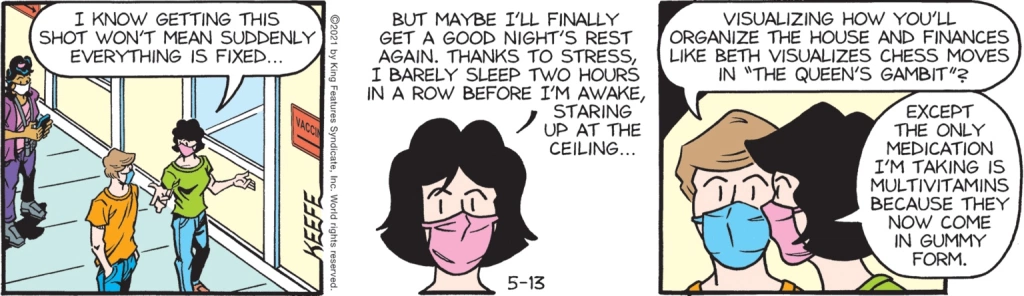 I KNOW GETTING THIS
SHOT WON'T MEAN SUDDENLY
EVERYTHING IS FIXED...
VACCIN
KEEFE
©2021 by King Features Syndicate, Inc. World rights reserved.
BUT MAYBE I'LL FINALLY
GET A GOOD NIGHT'S REST
AGAIN. THANKS TO STRESS,
I BARELY SLEEP TWO HOURS
IN A ROW BEFORE I'M AWAKE,
STARING
UP AT THE
CEILING...
5-13
VISUALIZING HOW YOU'LL
ORGANIZE THE HOUSE AND FINANCES
LIKE BETH VISUALIZES CHESS MOVES
IN "THE QUEEN'S GAMBIT"?
EXCEPT
THE ONLY
MEDICATION
I'M TAKING IS
MULTIVITAMINS
BECAUSE THEY
NOW COME
IN GUMMY
FORM.